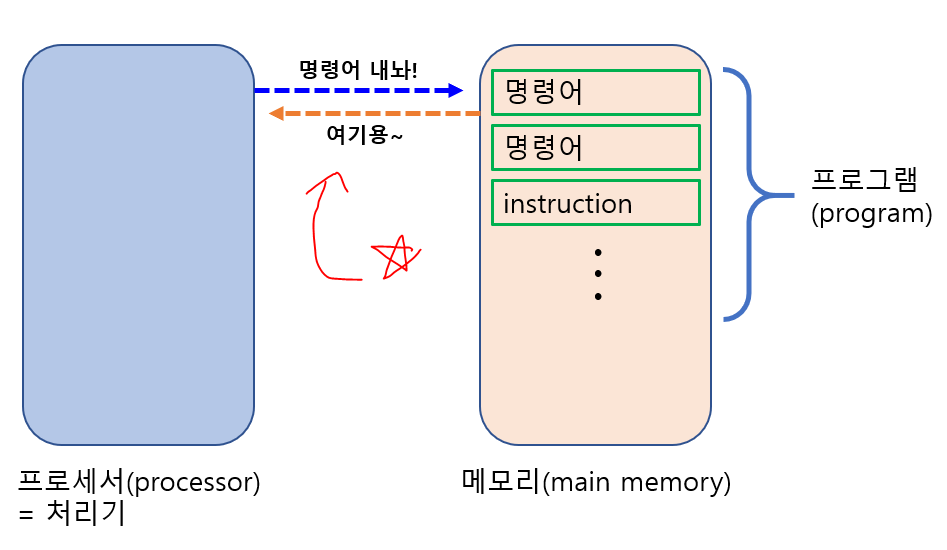 명령어 내놔!
여기용~
명령어
명령어
instruction
프로그램
(program)
프로세서(processor)
= 처리기
메모리(main memory)